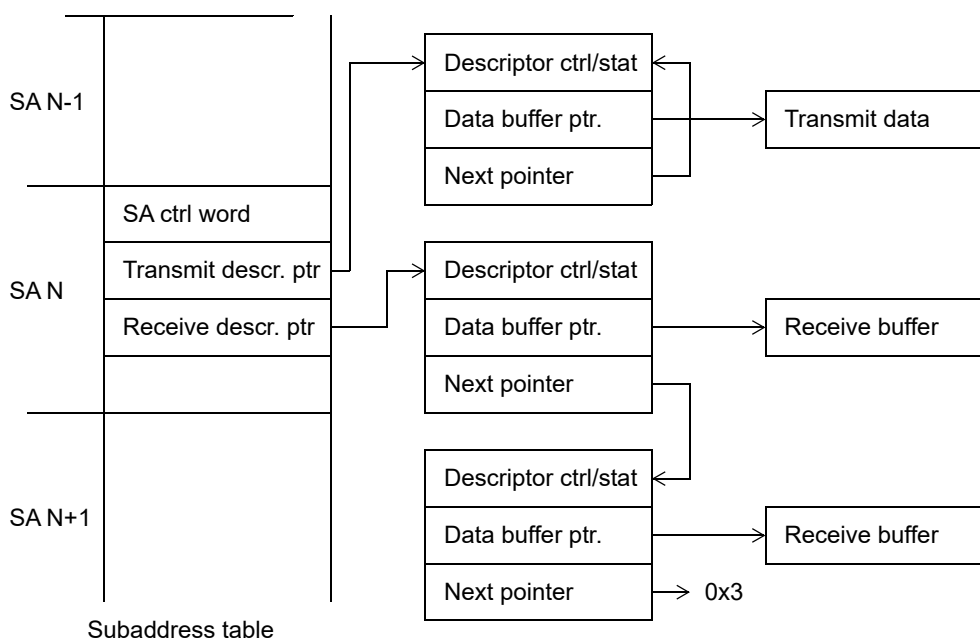 SA N-1
SA N
SA N+1
SA ctrl word
Transmit descr. ptr
Receive descr. ptr
Subaddress table
Descriptor ctrl/stat
Data buffer ptr.
Next pointer
Transmit data
Descriptor ctrl/stat
Data buffer ptr.
Next pointer
Receive buffer
Descriptor ctrl/stat
Data buffer ptr.
Next pointer
Receive buffer
0x3